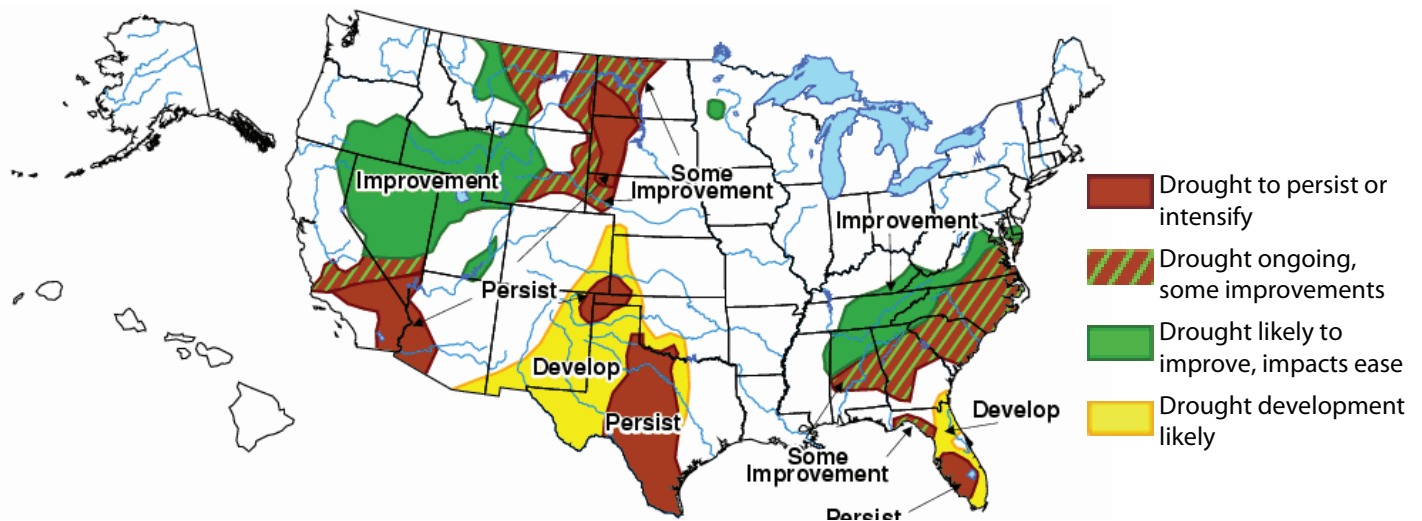 Improvement
Some
Improvement
Improvement
Persist
Develop
Persist
Develop
Some
Improvement
Persist
Drought to persist or
intensify
Drought ongoing,
some improvements
Drought likely to
improve, impacts ease
Drought development
likely